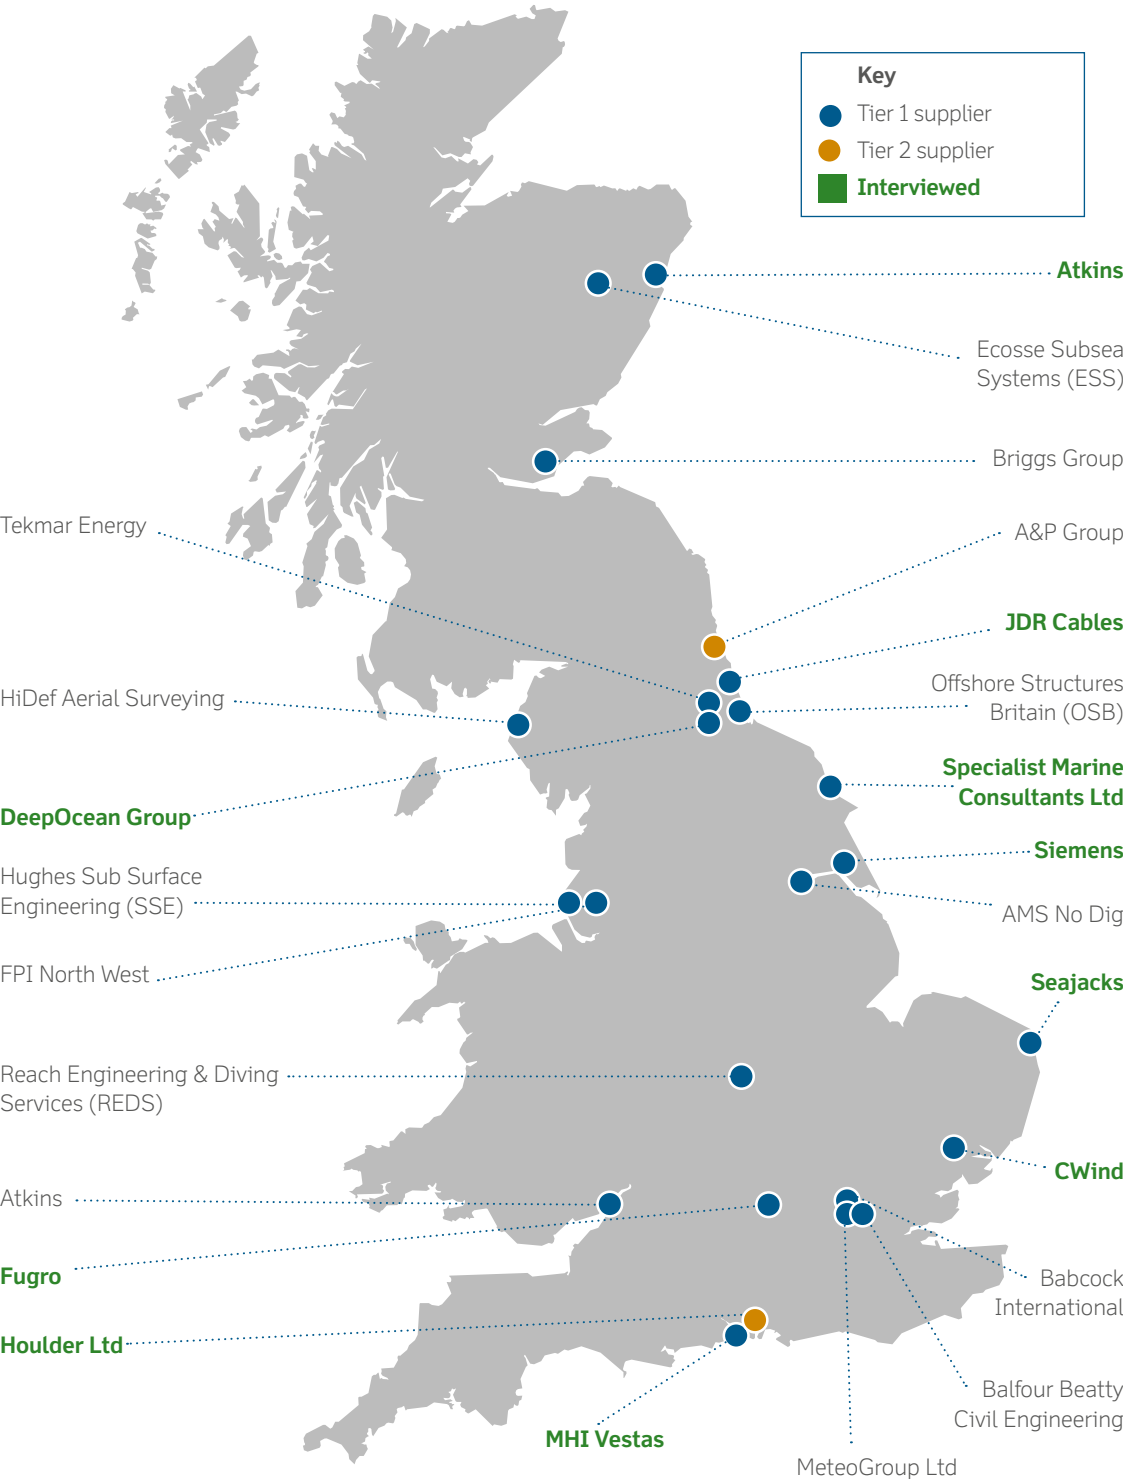 Key
Tier 1 supplier
Tier 2 supplier
Interviewed
Atkins
Ecosse Subsea
Systems (ESS)
Briggs Group
Tekmar Energy
A&P Group
JDR Cables
HiDef Aerial Surveying
Offshore Structures
Britain (OSB)
Specialist Marine
Consultants Ltd
DeepOcean Group
Siemens
Hughes Sub Surface
Engineering (SSE)
AMS No Dig
FPI North West
Seajacks
Reach Engineering & Diving
Services (REDS)
CWind
Atkins
Fugro
Babcock
International
Houlder Ltd
Balfour Beatty
Civil Engineering
MHI Vestas
MeteoGroup Ltd